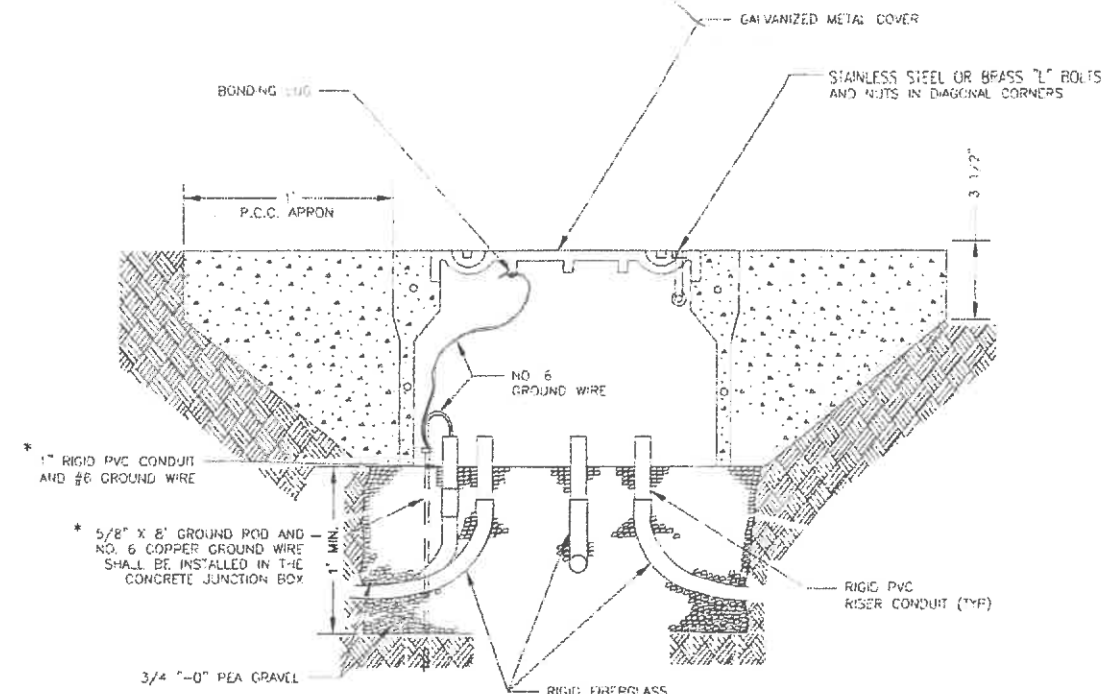 GALVANIZED METAL COVER
STAINLESS STEEL OR BRASS "L" BOLTS
AND NUTS IN DIAGONAL CORNERS
BONDING LUG
3 1/2"
1'
P.C.C. APRON
NO. 6
GROUND WIRE
* 1" RIGID PVC CONDUIT
AND #6 GROUND WIRE
* 5/8" X 8' GROUND ROD AND
NO. 6 COPPER GROUND WIRE
SHALL BE INSTALLED IN THE
CONCRETE JUNCTION BOX
1' MIN.
RIGID PVC
RISER CONDUIT (TYP)
3/4 "-0" PEA GRAVEL
RIGID FIBERGLASS